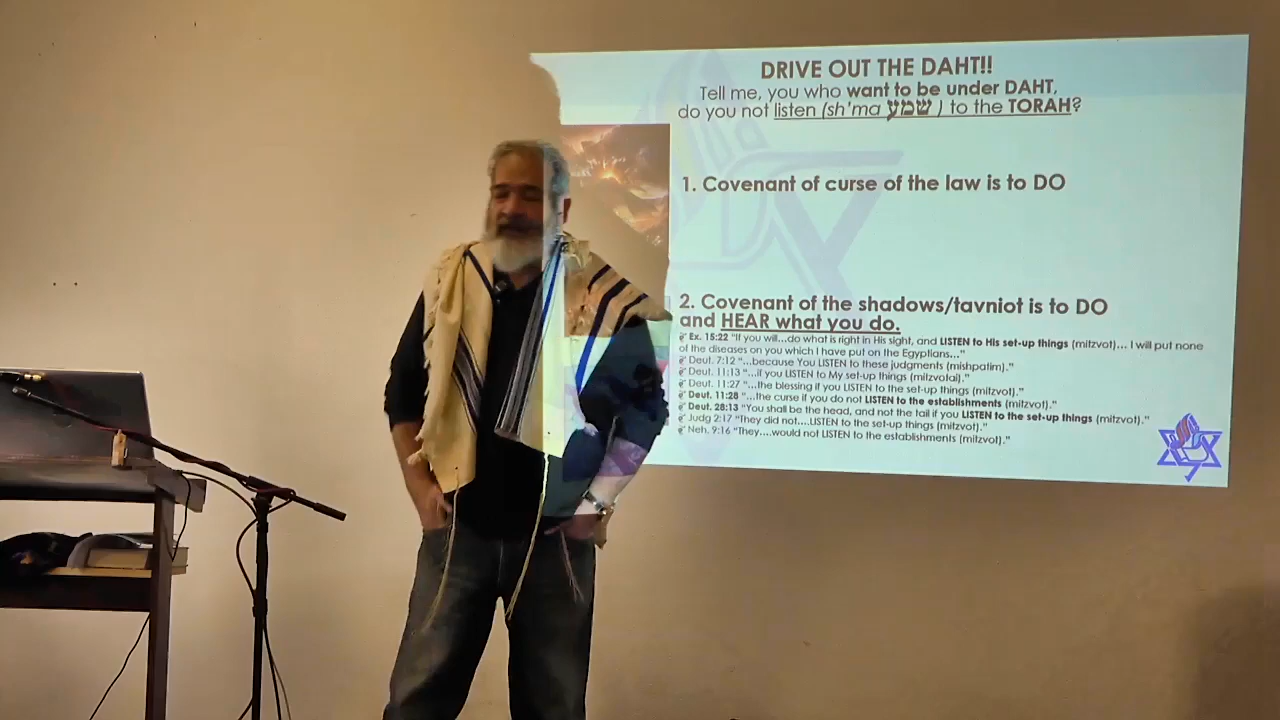 DRIVE OUT THE DAHT!!
Tell me, you who want to be under DAHT,
do you not listen (sh'ma שמע ) to the TORAH?
1. Covenant of curse of the law is to DO
2. Covenant of the shadows/tavniot is to DO
and HEAR what you do.
Ex. 15:22 "If you will...do what is right in His sight, and LISTEN to His set-up things (mitzvot)... I will put none
of the diseases on you which I have put on the Egyptians..."
Deut. 7:12 "...because You LISTEN to these judgments (mishpatim)."
Deut. 11:13 "...if you LISTEN to My set-up things (mitzvotai)."
Deut. 11:27 "...the blessing if you LISTEN to the set-up things (mitzvot)."
Deut. 11:28 "...the curse if you do not LISTEN to the establishments (mitzvot)."
Deut. 28:13 "You shall be the head, and not the tail if you LISTEN to the set-up things (mitzvot)."
Judg 2:17 "They did not....LISTEN to the set-up things (mitzvot)."
Neh. 9:16 "They....would not LISTEN to the establishments (mitzvot)."